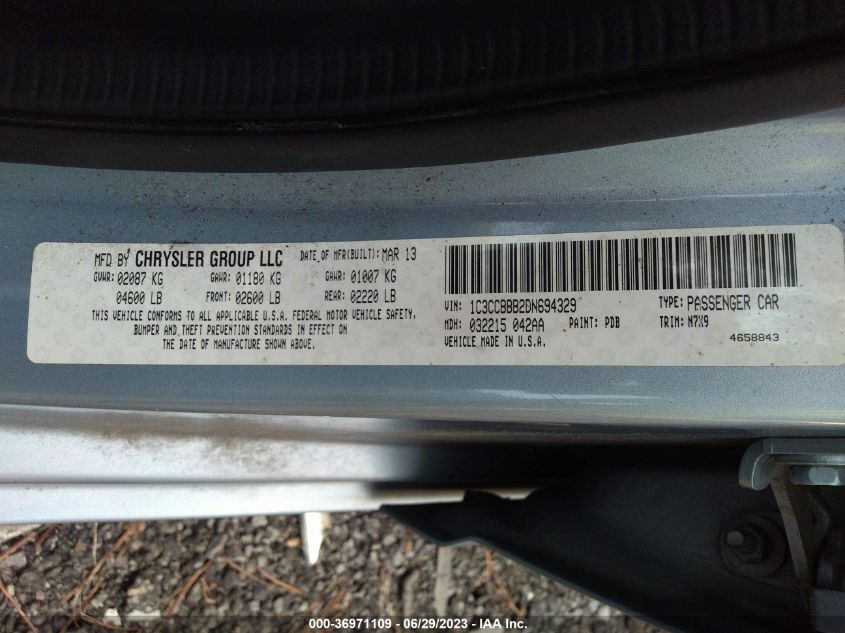 MFD BY CHRYSLER GROUP LLC DATE OF MFR(BUILT): MAR 13
GVWR: 02087 KG GAWR: 01180 KG GAWR: 01007 KG
04600 LB FRONT: 02600 LB REAR: 02220 LB
THIS VEHICLE CONFORMS TO ALL APPLICABLE U.S.A. FEDERAL MOTOR VEHICLE SAFETY,
BUMPER AND THEFT PREVENTION STANDARDS IN EFFECT ON
THE DATE OF MANUFACTURE SHOWN ABOVE.
VIN: 1C3CCBBB2DN694329 TYPE: PASSENGER CAR
MDH: 032215 042AA PAINT: PDB TRIM: N7X9
VEHICLE MADE IN U.S.A. 4658843
000-36971109 - 06/29/2023 - IAA Inc.